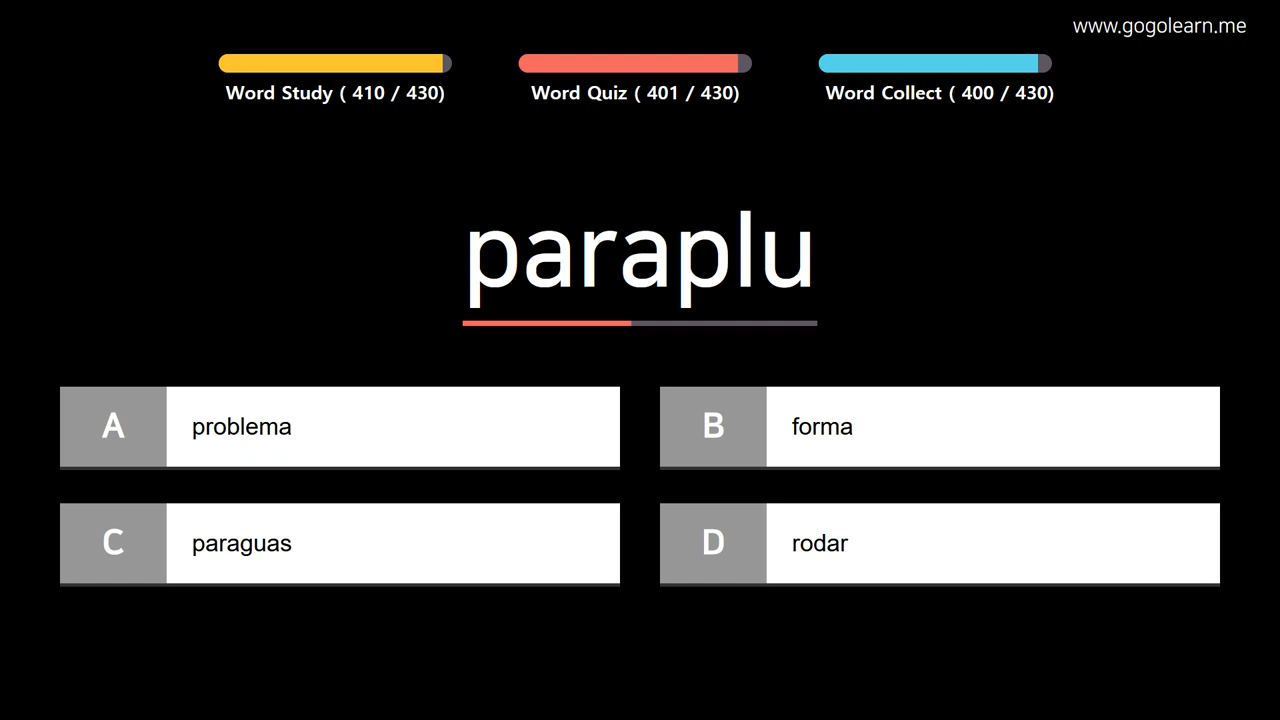 www.gogolearn.me
Word Study ( 410 / 430)
Word Quiz ( 401 / 430)
Word Collect ( 400 / 430)
paraplu
A problema
B forma
C paraguas
D rodar